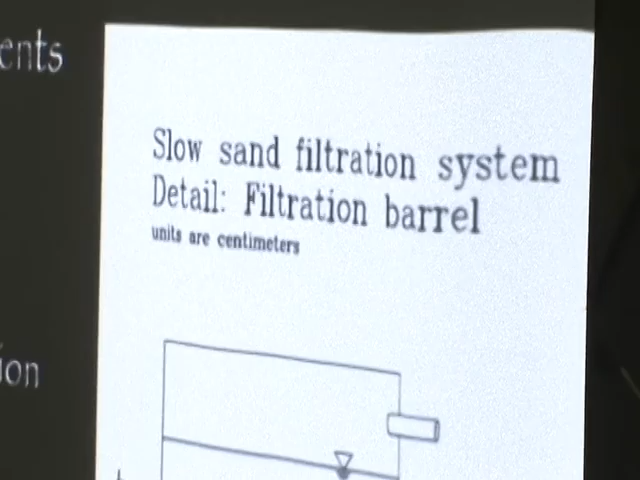 ents
Slow sand filtration system
Detail: Filtration barrel
units are centimeters
ion